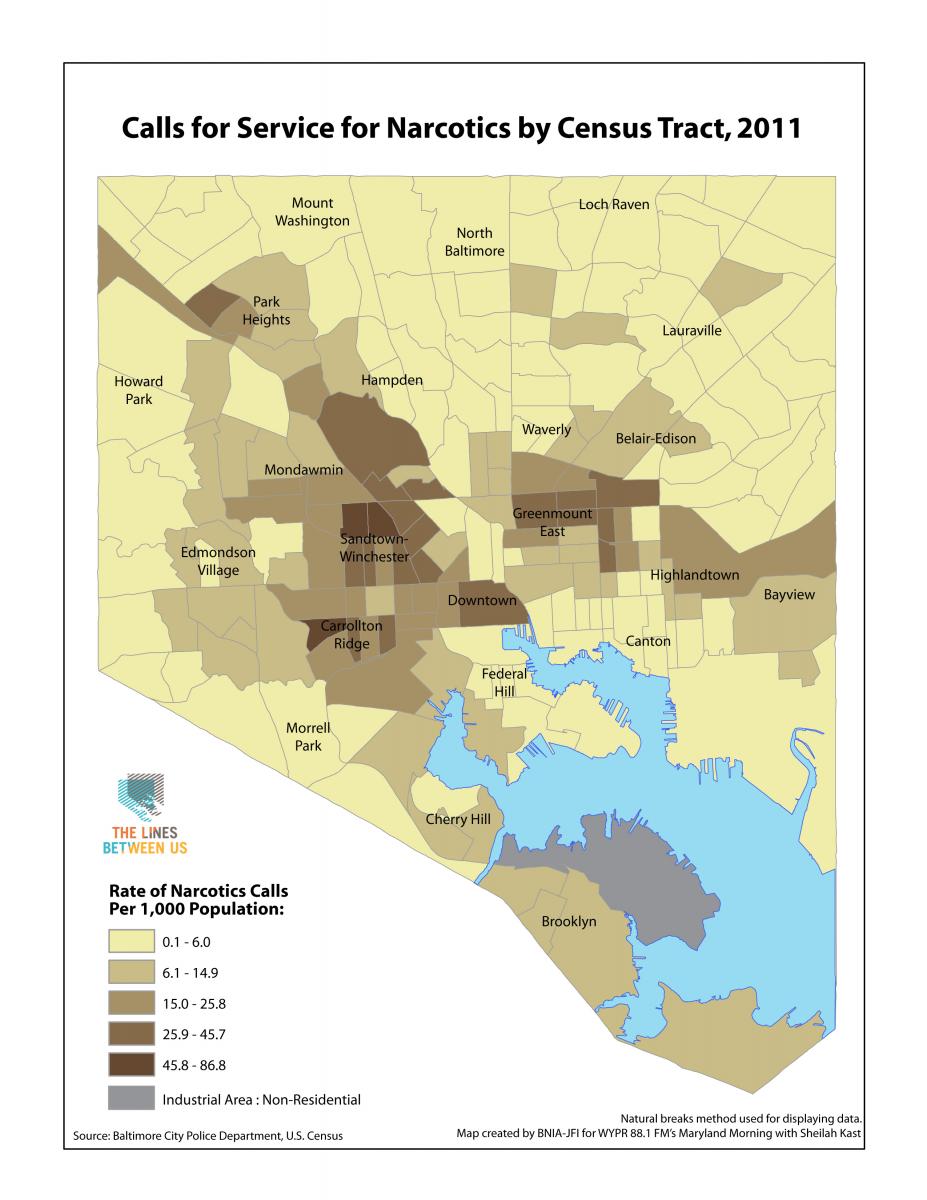 Calls for Service for Narcotics by Census Tract, 2011
Mount
Washington
Loch Raven
North
Baltimore
Park
Heights
Lauraville
Howard
Park
Hampden
Waverly
Belair-Edison
Mondawmin
Greenmount
East
Sandtown-
Winchester
Edmondson
Village
Highlandtown
Bayview
Downtown
Carrollton
Ridge
Canton
Federal
Hill
Morrell
Park
Cherry Hill
Brooklyn
THE LINES
BETWEEN US
Rate of Narcotics Calls
Per 1,000 Population:
0.1 - 6.0
6.1 - 14.9
15.0 - 25.8
25.9 - 45.7
45.8 - 86.8
Industrial Area : Non-Residential
Natural breaks method used for displaying data.
Source: Baltimore City Police Department, U.S. Census
Map created by BNIA-JFI for WYPR 88.1 FM's Maryland Morning with Sheilah Kast